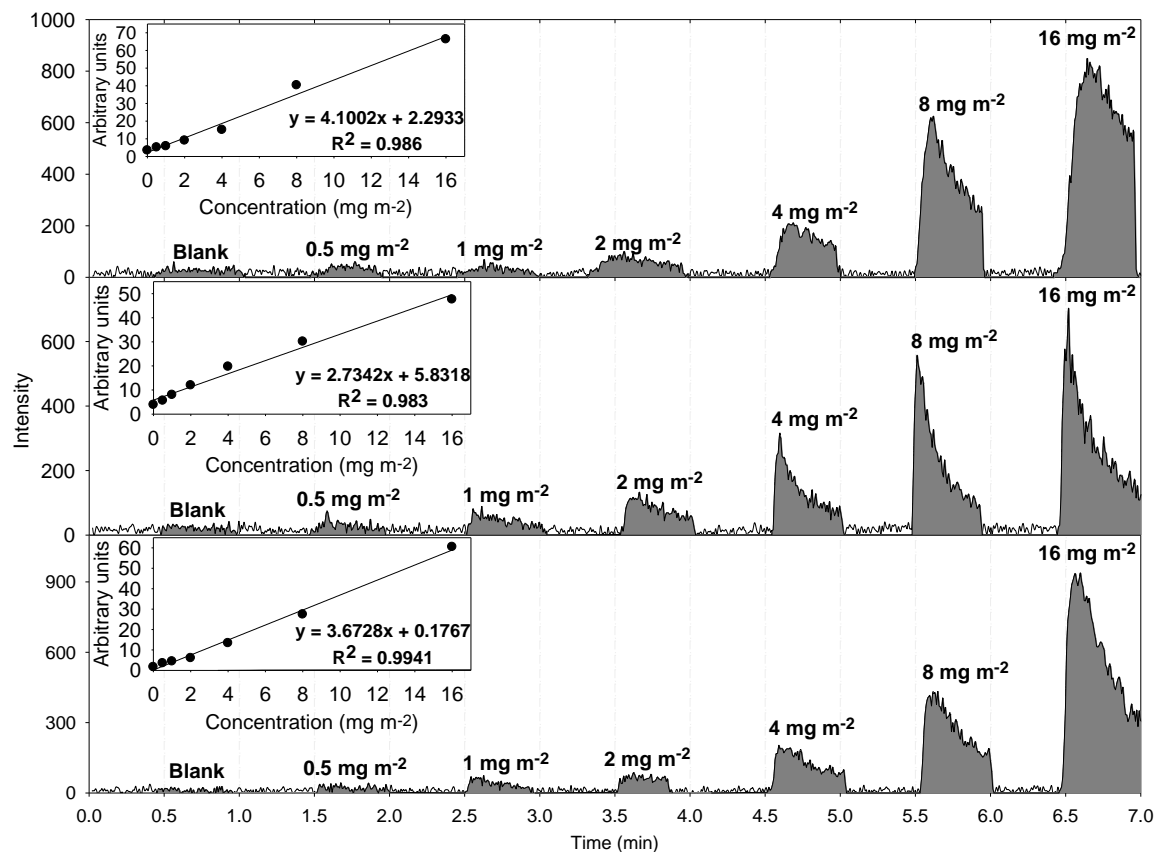 1000
800
600
400
200
0
Arbitrary units
70
60
50
40
30
20
10
0
y = 4.1002x + 2.2933
R2 = 0.986
0 2 4 6 8 10 12 14 16
Concentration (mg m-2)
Blank
0.5 mg m-2
1 mg m-2
2 mg m-2
4 mg m-2
8 mg m-2
16 mg m-2
Intensity
600
400
200
0
Arbitrary units
50
40
30
20
10
0
y = 2.7342x + 5.8318
R2 = 0.983
0 2 4 6 8 10 12 14 16
Concentration (mg m-2)
Blank
0.5 mg m-2
1 mg m-2
2 mg m-2
4 mg m-2
8 mg m-2
16 mg m-2
900
600
300
0
Arbitrary units
60
50
40
30
20
10
0
y = 3.6728x + 0.1767
R2 = 0.9941
0 2 4 6 8 10 12 14 16
Concentration (mg m-2)
Blank
0.5 mg m-2
1 mg m-2
2 mg m-2
4 mg m-2
8 mg m-2
16 mg m-2
0.0 0.5 1.0 1.5 2.0 2.5 3.0 3.5 4.0 4.5 5.0 5.5 6.0 6.5 7.0
Time (min)